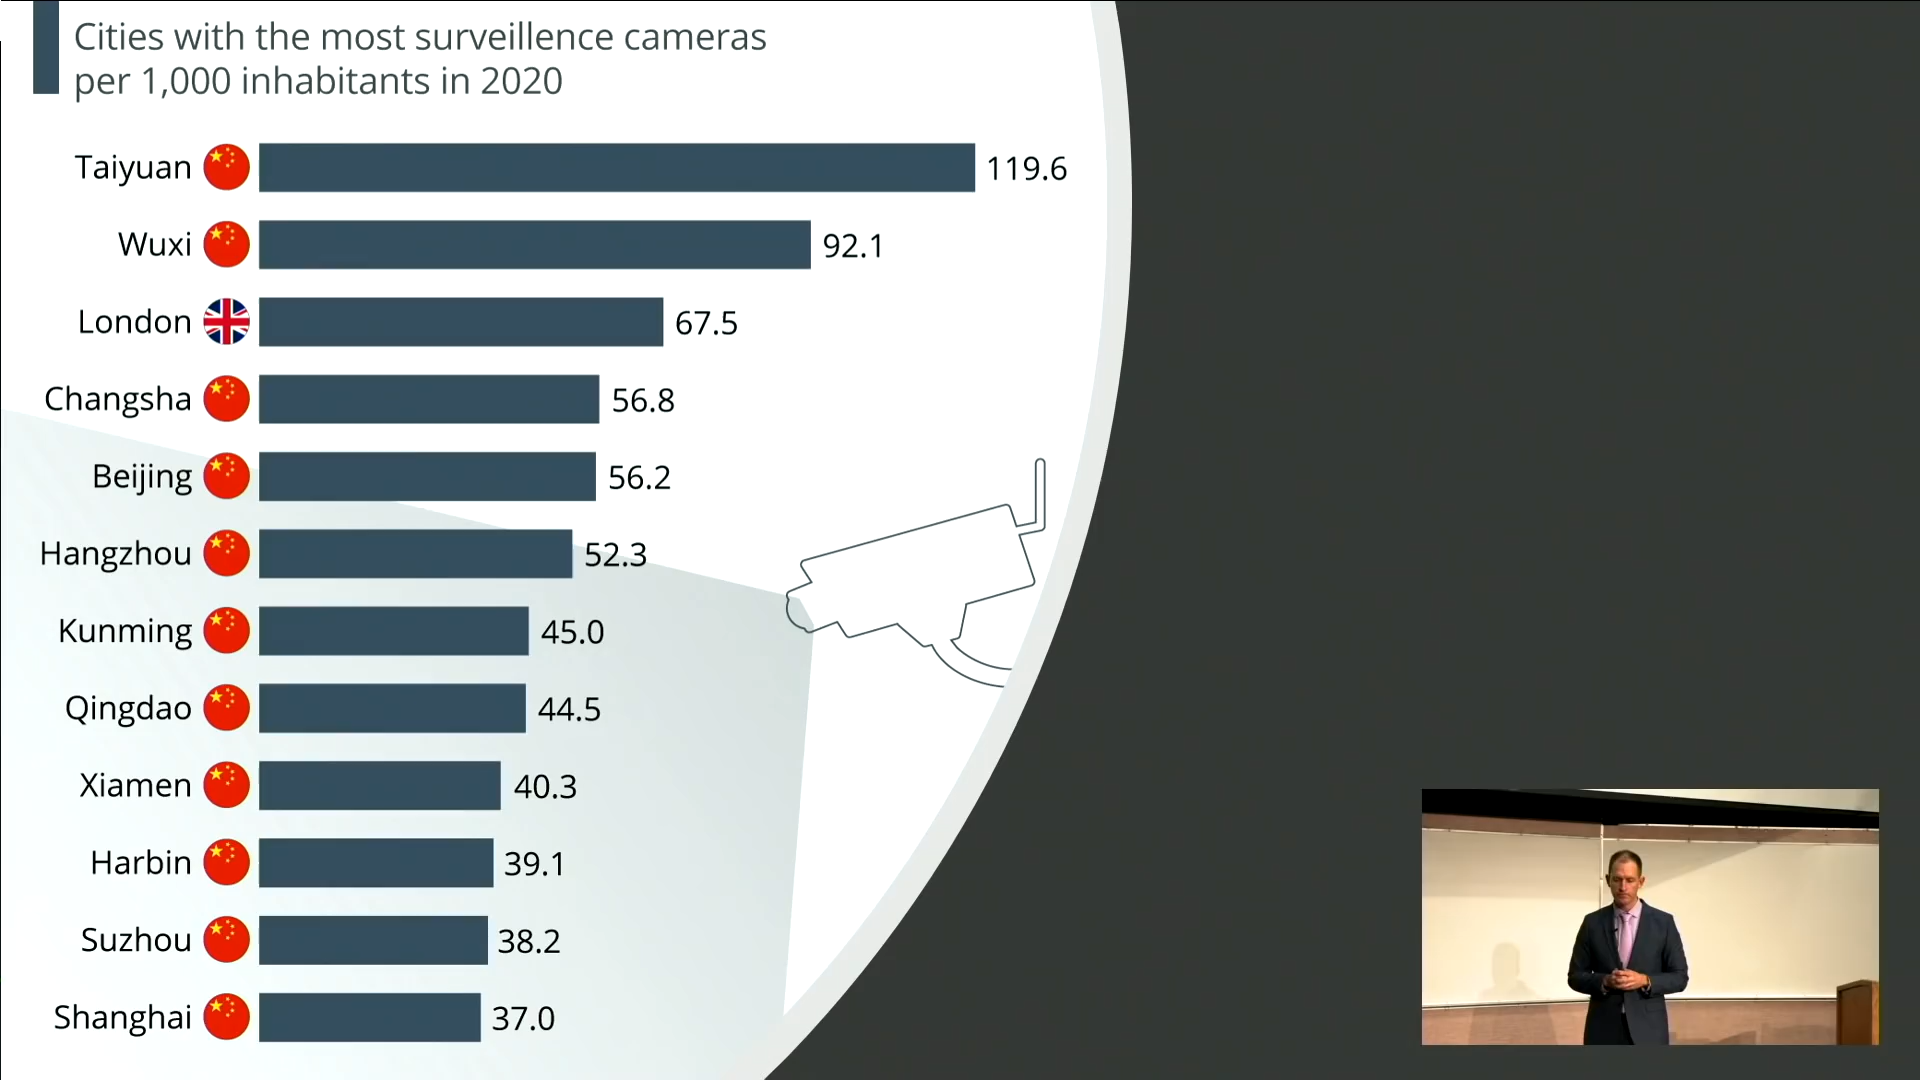 Cities with the most surveillence cameras
per 1,000 inhabitants in 2020
Taiyuan 119.6
Wuxi 92.1
London 67.5
Changsha 56.8
Beijing 56.2
Hangzhou 52.3
Kunming 45.0
Qingdao 44.5
Xiamen 40.3
Harbin 39.1
Suzhou 38.2
Shanghai 37.0